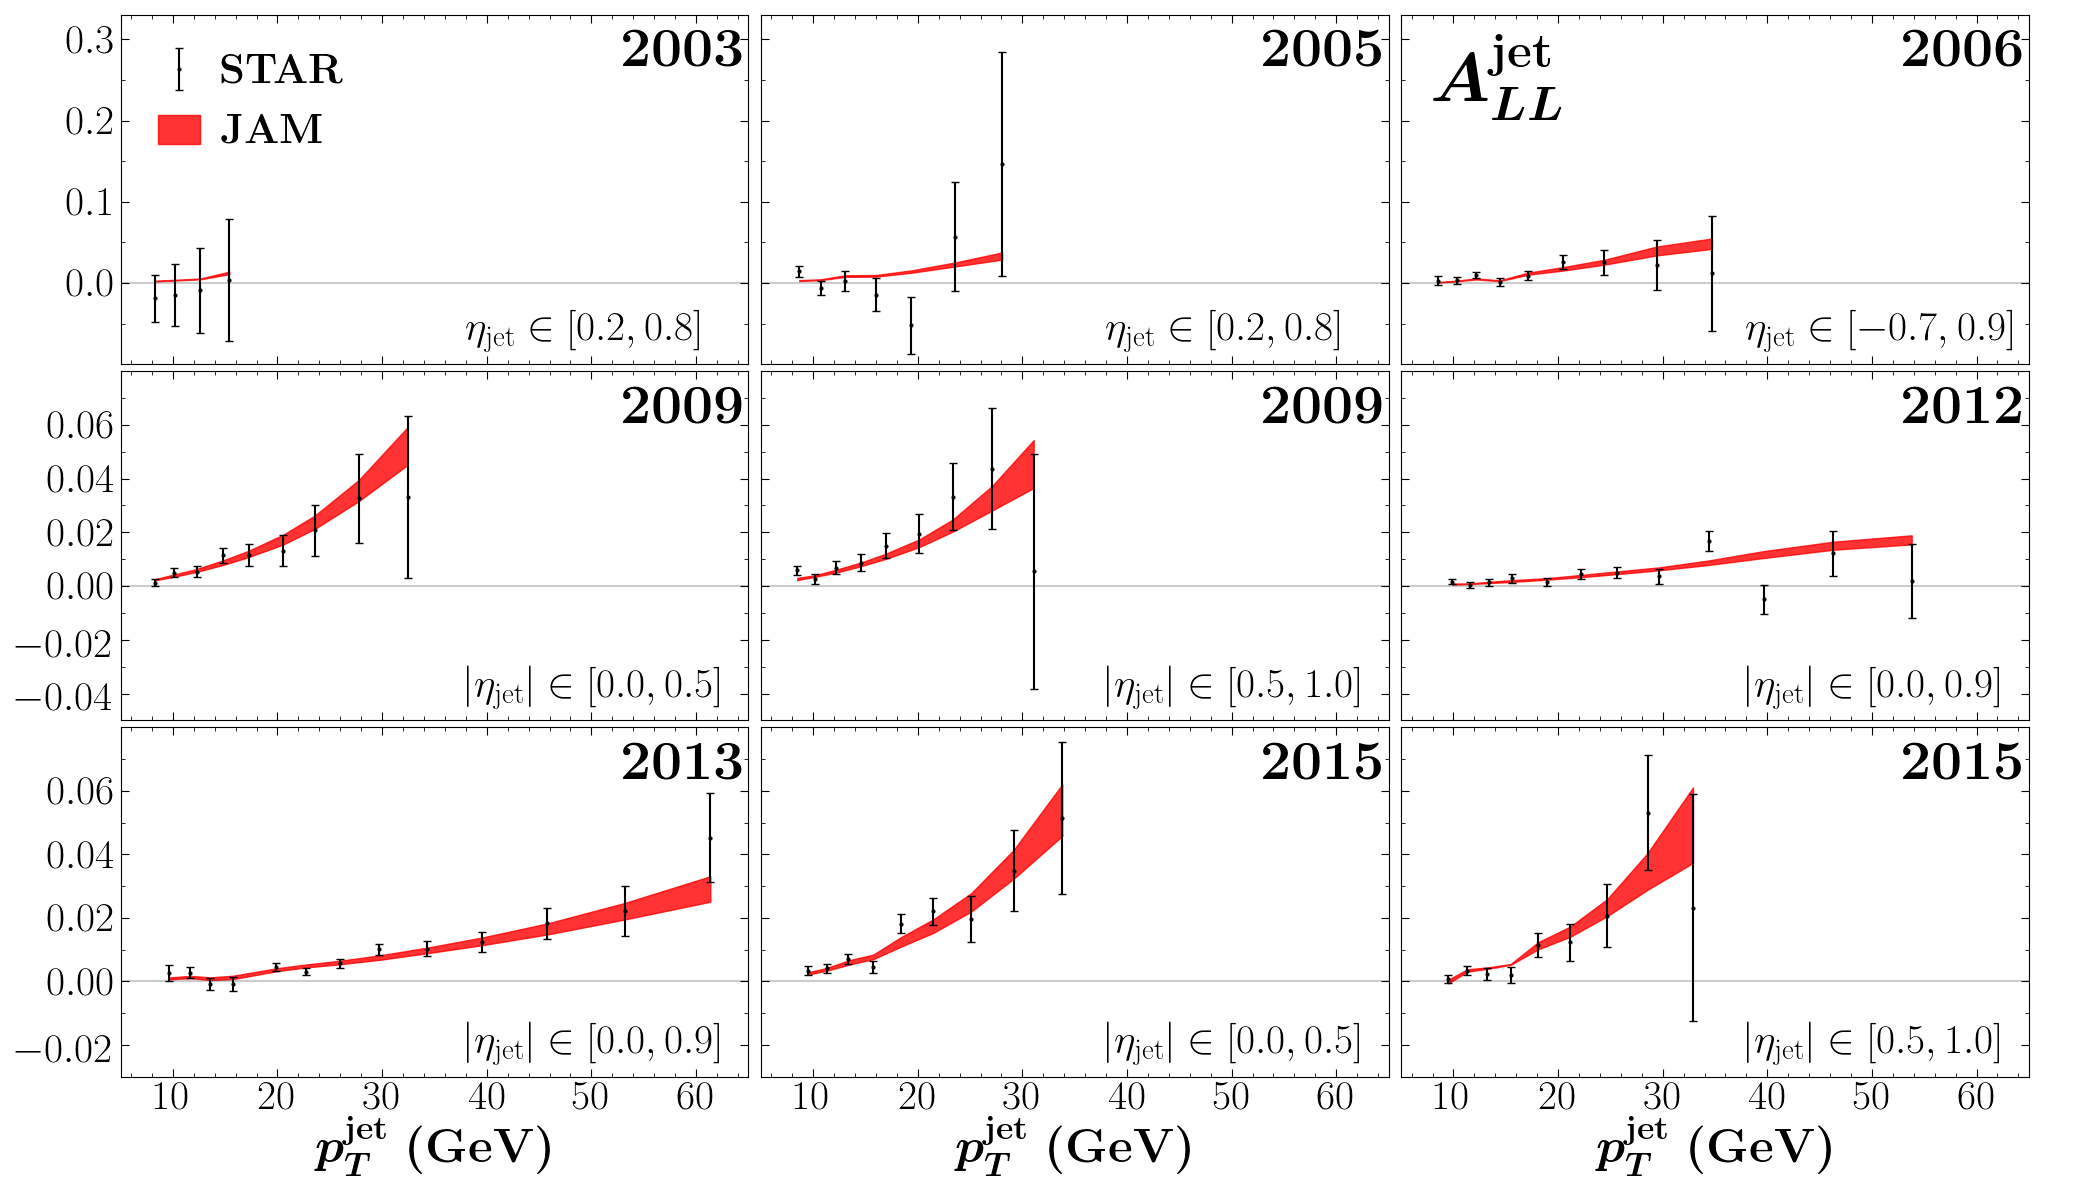 0.3 0.2 0.1 0.0
STAR
JAM
2003
η_jet ∈ [0.2, 0.8]
2005
η_jet ∈ [0.2, 0.8]
A_LL^jet
2006
η_jet ∈ [−0.7, 0.9]
0.06 0.04 0.02 0.00 −0.02 −0.04
2009
|η_jet| ∈ [0.0, 0.5]
2009
|η_jet| ∈ [0.5, 1.0]
2012
|η_jet| ∈ [0.0, 0.9]
0.06 0.04 0.02 0.00 −0.02
2013
|η_jet| ∈ [0.0, 0.9]
2015
|η_jet| ∈ [0.0, 0.5]
2015
|η_jet| ∈ [0.5, 1.0]
10 20 30 40 50 60
10 20 30 40 50 60
10 20 30 40 50 60
p_T^jet (GeV)
p_T^jet (GeV)
p_T^jet (GeV)